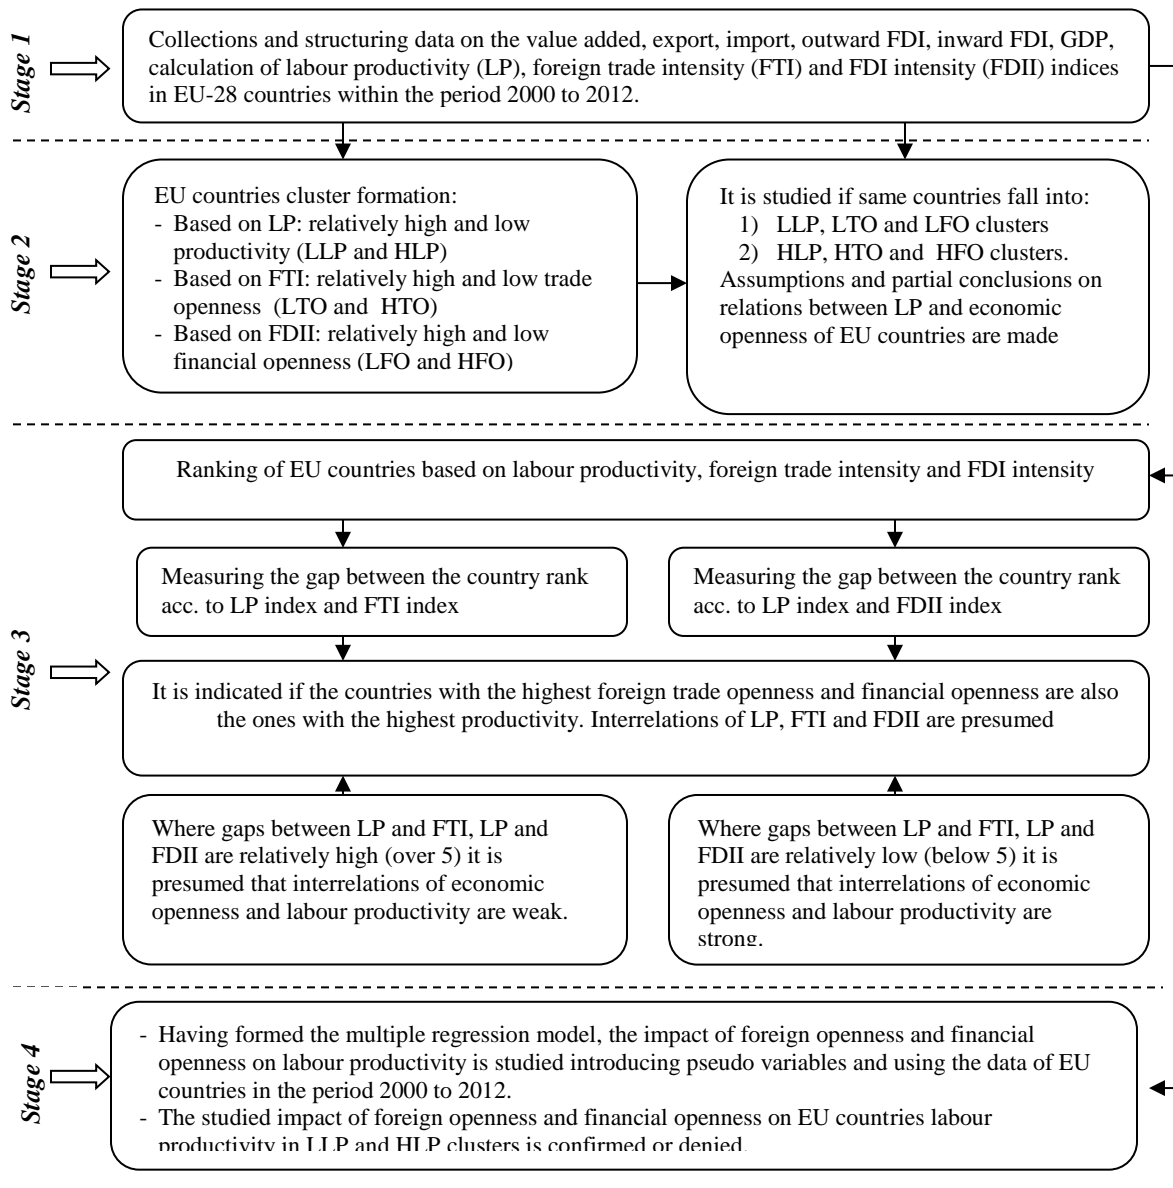 Stage 1
Collections and structuring data on the value added, export, import, outward FDI, inward FDI, GDP,
calculation of labour productivity (LP), foreign trade intensity (FTI) and FDI intensity (FDII) indices
in EU-28 countries within the period 2000 to 2012.
Stage 2
EU countries cluster formation:
- Based on LP: relatively high and low
productivity (LLP and HLP)
- Based on FTI: relatively high and low trade
openness (LTO and HTO)
- Based on FDII: relatively high and low
financial openness (LFO and HFO)
It is studied if same countries fall into:
1) LLP, LTO and LFO clusters
2) HLP, HTO and HFO clusters.
Assumptions and partial conclusions on
relations between LP and economic
openness of EU countries are made
Stage 3
Ranking of EU countries based on labour productivity, foreign trade intensity and FDI intensity
Measuring the gap between the country rank
acc. to LP index and FTI index
Measuring the gap between the country rank
acc. to LP index and FDII index
It is indicated if the countries with the highest foreign trade openness and financial openness are also
the ones with the highest productivity. Interrelations of LP, FTI and FDII are presumed
Where gaps between LP and FTI, LP and
FDII are relatively high (over 5) it is
presumed that interrelations of economic
openness and labour productivity are weak.
Where gaps between LP and FTI, LP and
FDII are relatively low (below 5) it is
presumed that interrelations of economic
openness and labour productivity are
strong.
Stage 4
- Having formed the multiple regression model, the impact of foreign openness and financial
openness on labour productivity is studied introducing pseudo variables and using the data of EU
countries in the period 2000 to 2012.
- The studied impact of foreign openness and financial openness on EU countries labour
productivity in LLP and HLP clusters is confirmed or denied.